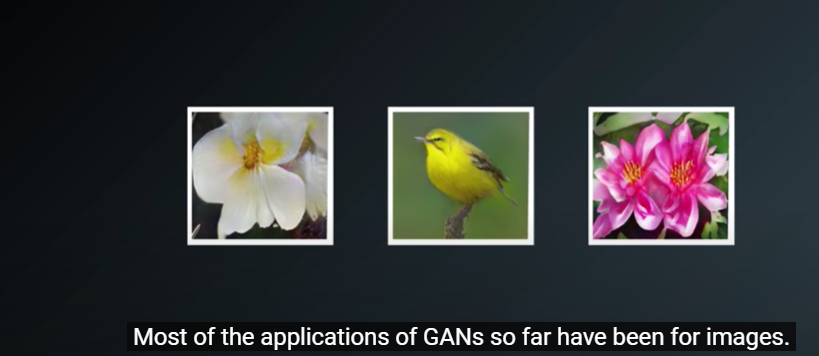 Most of the applications of GANs so far have been for images.